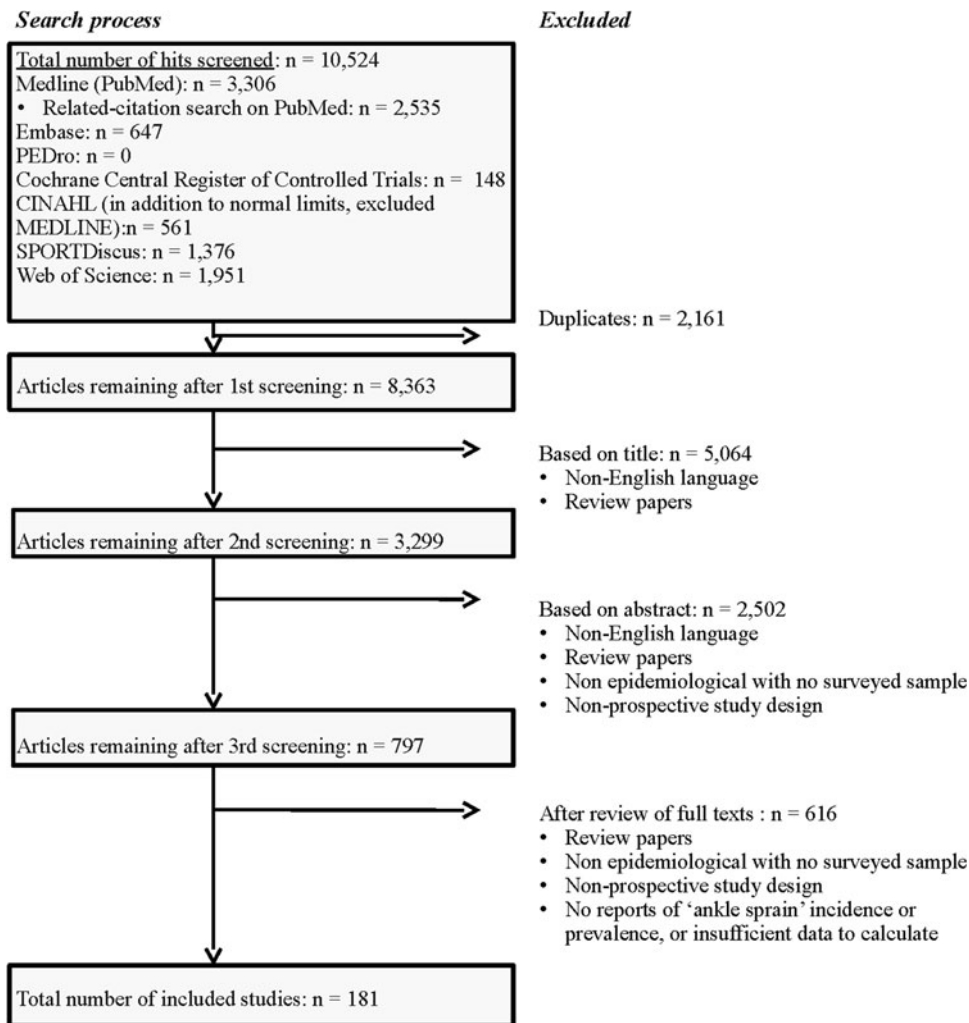 Search process
Excluded
Total number of hits screened: n = 10,524
Medline (PubMed): n = 3,306
• Related-citation search on PubMed: n = 2,535
Embase: n = 647
PEDro: n = 0
Cochrane Central Register of Controlled Trials: n = 148
CINAHL (in addition to normal limits, excluded
MEDLINE):n = 561
SPORTDiscus: n = 1,376
Web of Science: n = 1,951
Duplicates: n = 2,161
Articles remaining after 1st screening: n = 8,363
Based on title: n = 5,064
• Non-English language
• Review papers
Articles remaining after 2nd screening: n = 3,299
Based on abstract: n = 2,502
• Non-English language
• Review papers
• Non epidemiological with no surveyed sample
• Non-prospective study design
Articles remaining after 3rd screening: n = 797
After review of full texts : n = 616
• Review papers
• Non epidemiological with no surveyed sample
• Non-prospective study design
• No reports of ‘ankle sprain’ incidence or
prevalence, or insufficient data to calculate
Total number of included studies: n = 181